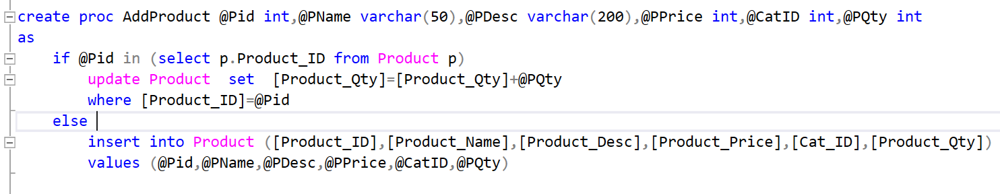 create proc AddProduct @Pid int,@PName varchar(50),@PDesc varchar(200),@PPrice int,@CatID int,@PQty int
as
    if @Pid in (select p.Product_ID from Product p)
        update Product  set  [Product_Qty]=[Product_Qty]+@PQty
        where [Product_ID]=@Pid
    else
        insert into Product ([Product_ID],[Product_Name],[Product_Desc],[Product_Price],[Cat_ID],[Product_Qty])
        values (@Pid,@PName,@PDesc,@PPrice,@CatID,@PQty)